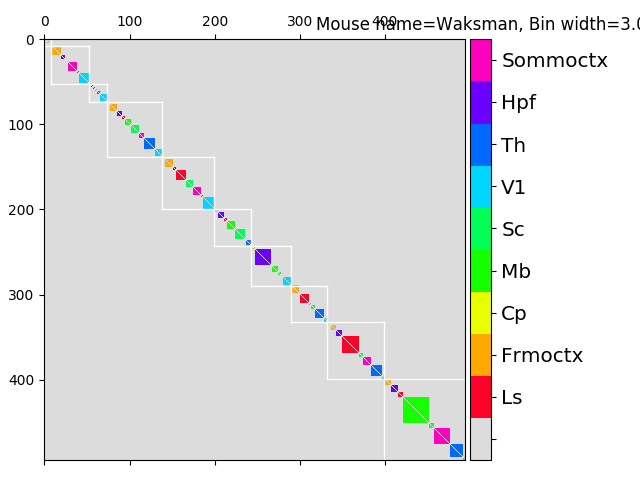 Mouse name=Waksman, Bin width=3.0
0 100 200 300 400
0
100
200
300
400
Sommoctx
Hpf
Th
V1
Sc
Mb
Cp
Frmoctx
Ls